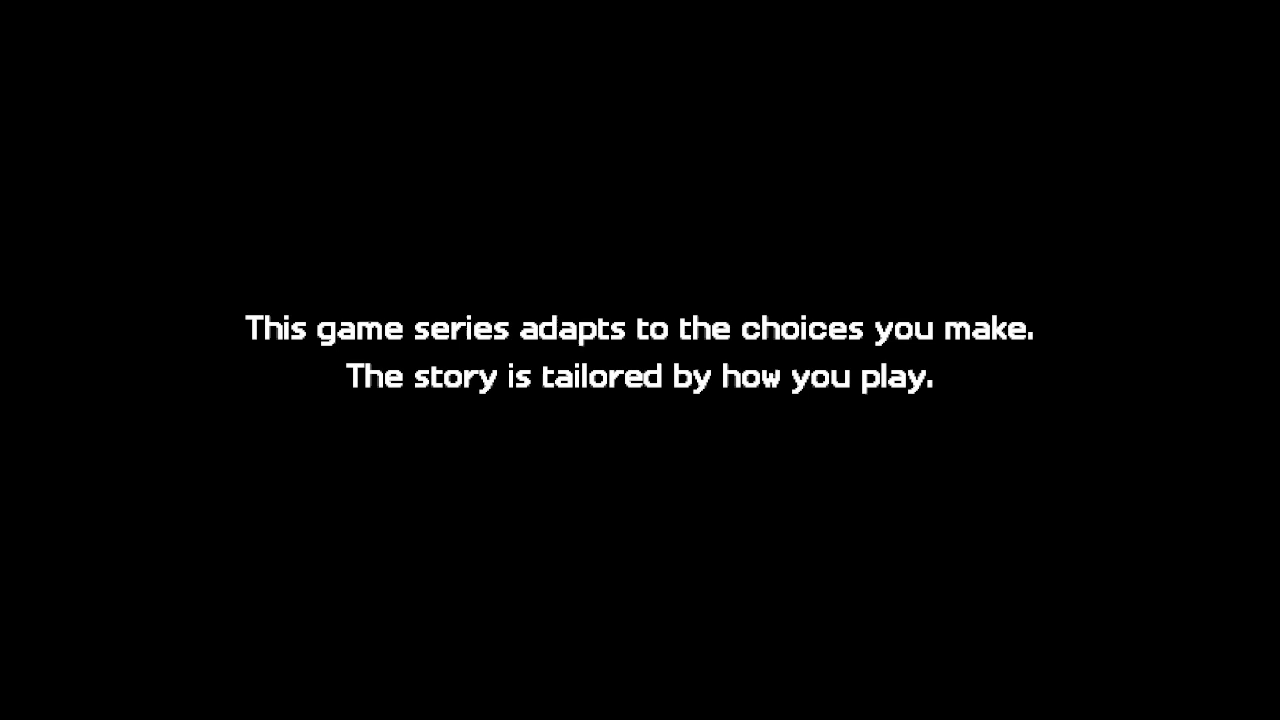 This game series adapts to the choices you make.
The story is tailored by how you play.